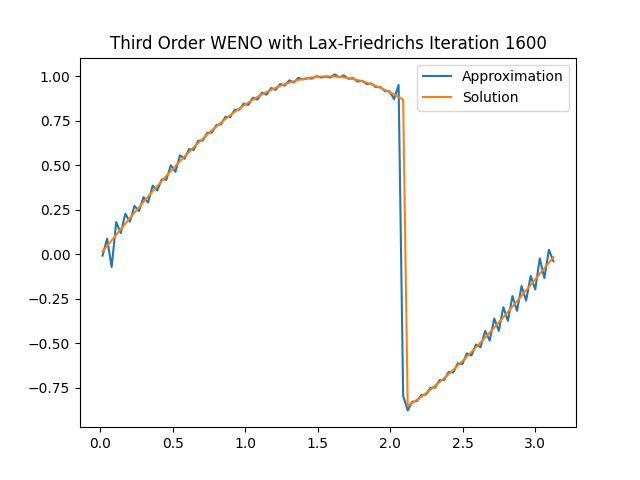 Third Order WENO with Lax-Friedrichs Iteration 1600
Approximation
Solution
1.00
0.75
0.50
0.25
0.00
−0.25
−0.50
−0.75
0.0 0.5 1.0 1.5 2.0 2.5 3.0